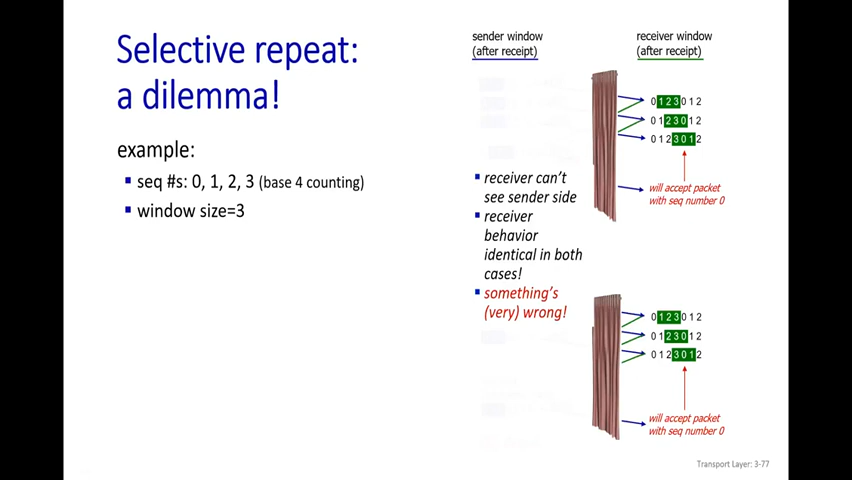 Selective repeat:
a dilemma!
example:
▪ seq #s: 0, 1, 2, 3 (base 4 counting)
▪ window size=3
sender window
(after receipt)
receiver window
(after receipt)
0 1 2 3 0 1 2
0 1 2 3 0 1 2
0 1 2 3 0 1 2
will accept packet
with seq number 0
▪ receiver can't
see sender side
▪ receiver
behavior
identical in both
cases!
▪ something's
(very) wrong!
0 1 2 3 0 1 2
0 1 2 3 0 1 2
0 1 2 3 0 1 2
will accept packet
with seq number 0
Transport Layer: 3-77